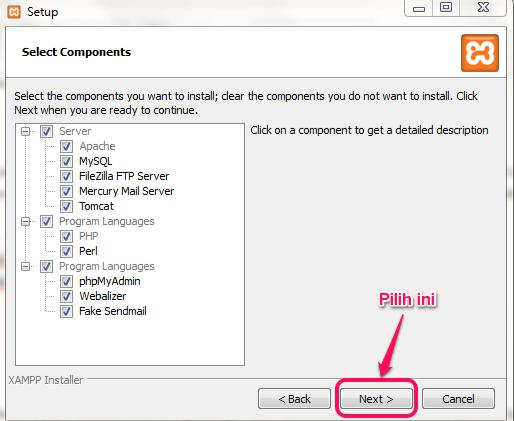 Setup
Select Components
Select the components you want to install; clear the components you do not want to install. Click
Next when you are ready to continue.
Server
Apache
MySQL
FileZilla FTP Server
Mercury Mail Server
Tomcat
Program Languages
PHP
Perl
Program Languages
phpMyAdmin
Webalizer
Fake Sendmail
Click on a component to get a detailed description
Pilih ini
XAMPP Installer
< Back
Next >
Cancel